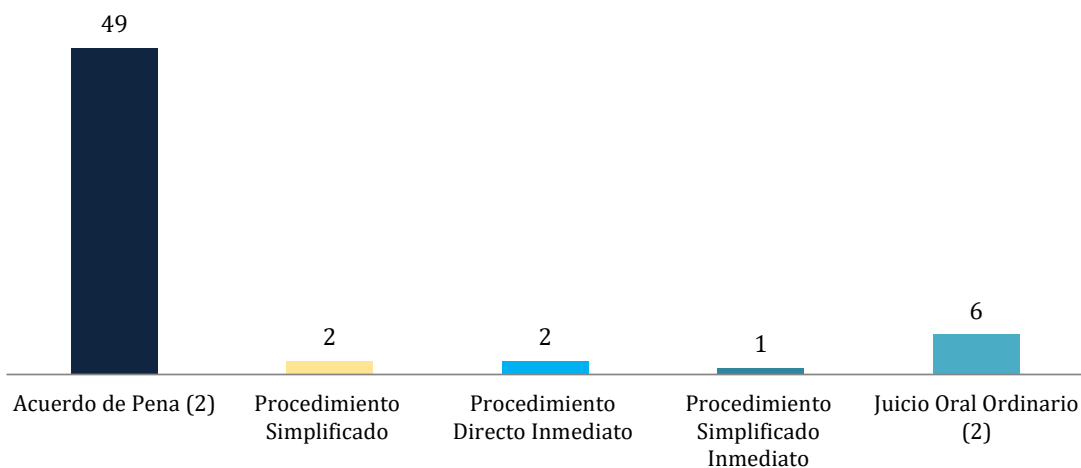 49
2
2
1
6
Acuerdo de Pena (2)
Procedimiento
Simplificado
Procedimiento
Directo Inmediato
Procedimiento
Simplificado
Inmediato
Juicio Oral Ordinario
(2)